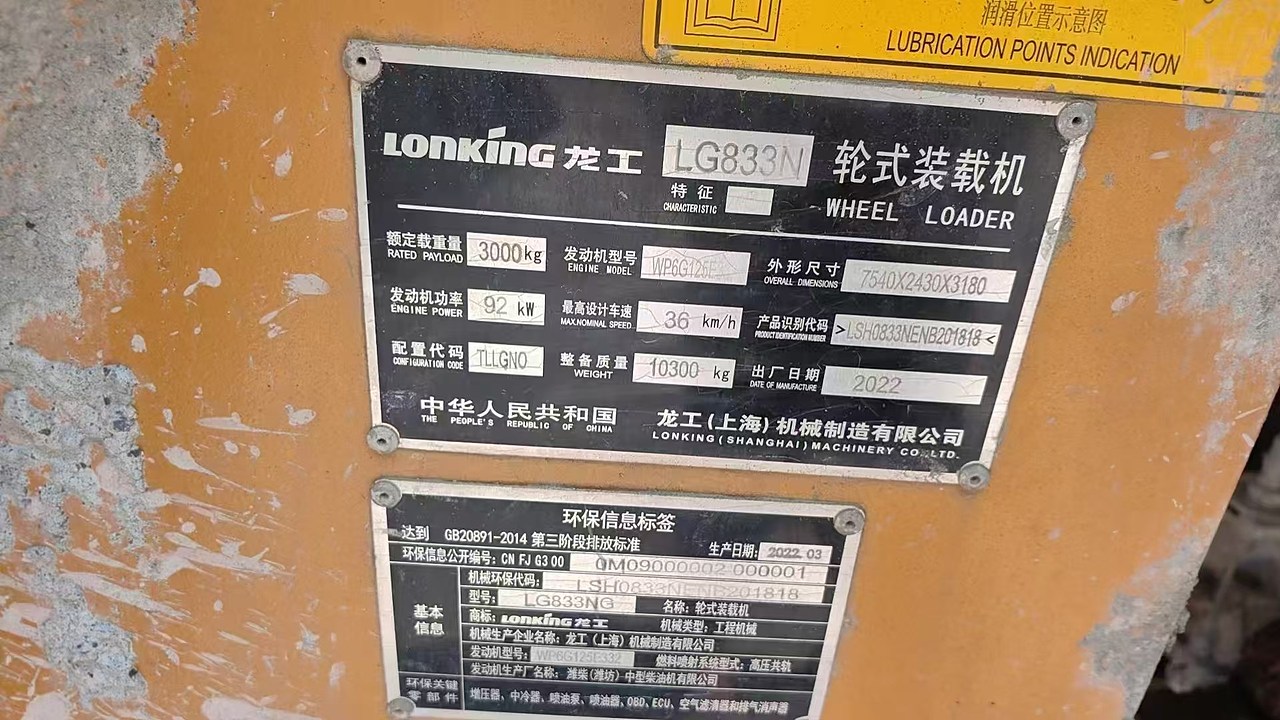 润滑位置示意图
LUBRICATION POINTS INDICATION
LONKING 龙工 LG833N 轮式装载机
特征
CHARACTERISTIC
WHEEL LOADER
额定载重量 3000kg 发动机型号 WP6G125E 外形尺寸 7540X2430X3180
RATED PAYLOAD ENGINE MODEL OVERALL DIMENSIONS
发动机功率 92 kW 最高设计车速 36 km/h 产品识别代码 >LSH0833NENB201818<
ENGINE POWER MAX.NOMINAL SPEED PRODUCT IDENTIFICATION NUMBER
配置代码 TLLGNO 整备质量 10300 kg 出厂日期 2022
CONFIGURATION CODE WEIGHT DATE OF MANUFACTURE
中华人民共和国 龙工(上海)机械制造有限公司
THE PEOPLE'S REPUBLIC OF CHINA LONKING(SHANGHAI)MACHINERY CO.,LTD.
环保信息标签
达到 GB20891-2014 第三阶段排放标准 生产日期: 2022.03
环保信息公开编号: CN FJ G3 00 0M09000002 000001
机械环保代码: LSH0833NENB201818
基本信息
型号: LG833NG 名称: 轮式装载机
商标: LONKING 龙工 机械类型: 工程机械
机械生产企业名称: 龙工(上海)机械制造有限公司
发动机型号: WP6G125E332 燃料喷射系统型式: 高压共轨
发动机生产厂名称: 潍柴(潍坊)中型柴油机有限公司
环保关键零部件 增压器、中冷器、喷油泵、喷油器、OBD、ECU、空气滤清器和排气消声器